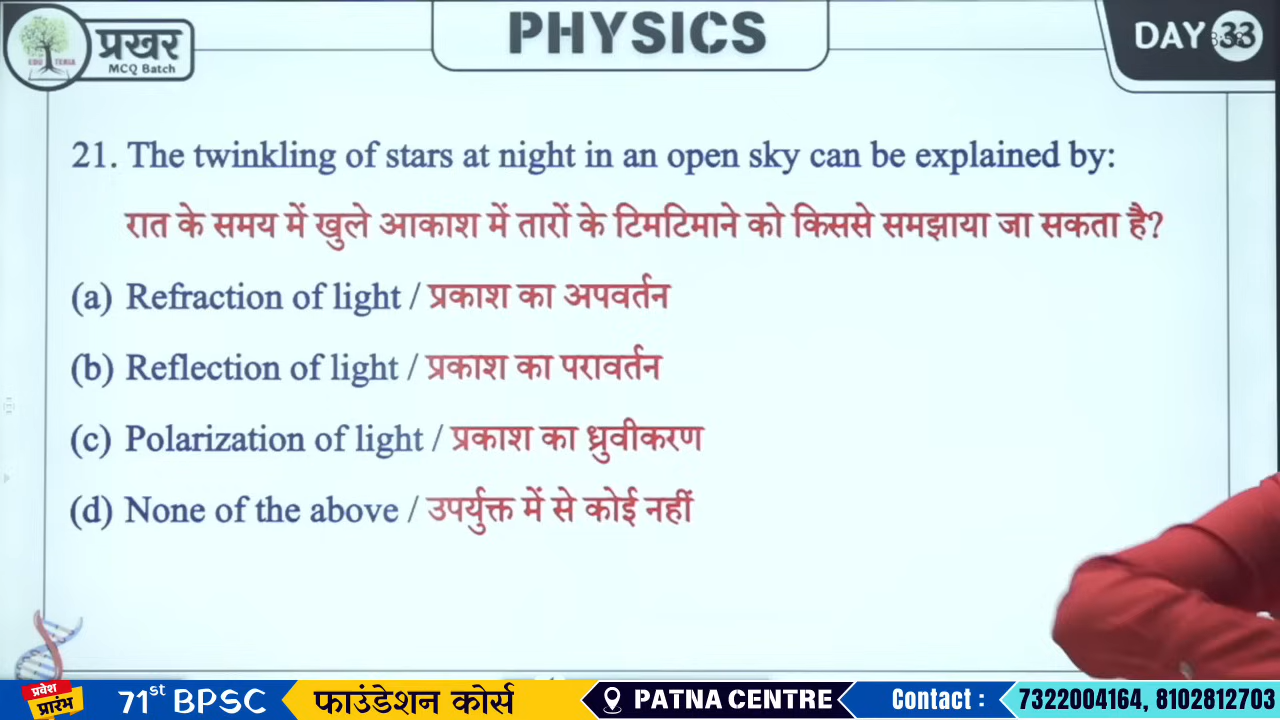 PHYSICS
प्रखर
MCQ Batch
EDU TERIA
DAY 33
21. The twinkling of stars at night in an open sky can be explained by:
रात के समय में खुले आकाश में तारों के टिमटिमाने को किससे समझाया जा सकता है?
(a) Refraction of light / प्रकाश का अपवर्तन
(b) Reflection of light / प्रकाश का परावर्तन
(c) Polarization of light / प्रकाश का ध्रुवीकरण
(d) None of the above / उपर्युक्त में से कोई नहीं
प्रवेश प्रारंभ
71st BPSC फाउंडेशन कोर्स PATNA CENTRE Contact : 7322004164, 8102812703